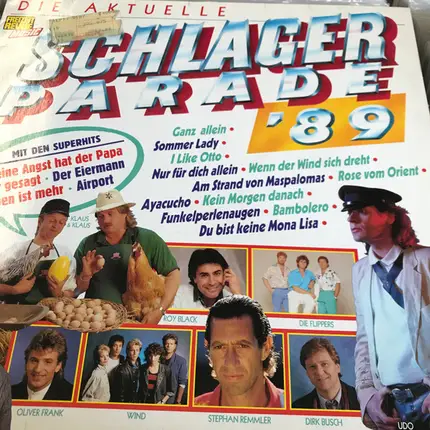 DIE AKTUELLE
SCHLAGER
PARADE
'89
MIT DEN SUPERHITS
eine Angst hat der Papa
gesagt · Der Eiermann
en ist mehr · Airport
Ganz allein ·
Sommer Lady ·
I Like Otto ·
Nur für dich allein · Wenn der Wind sich dreht ·
Am Strand von Maspalomas · Rose vom Orient ·
Ayacucho · Kein Morgen danach ·
Funkelperlenaugen · Bambolero ·
Du bist keine Mona Lisa ·
KLAUS
& KLAUS
ROY BLACK
DIE FLIPPERS
OLIVER FRANK
WIND
STEPHAN REMMLER
DIRK BUSCH
UDO